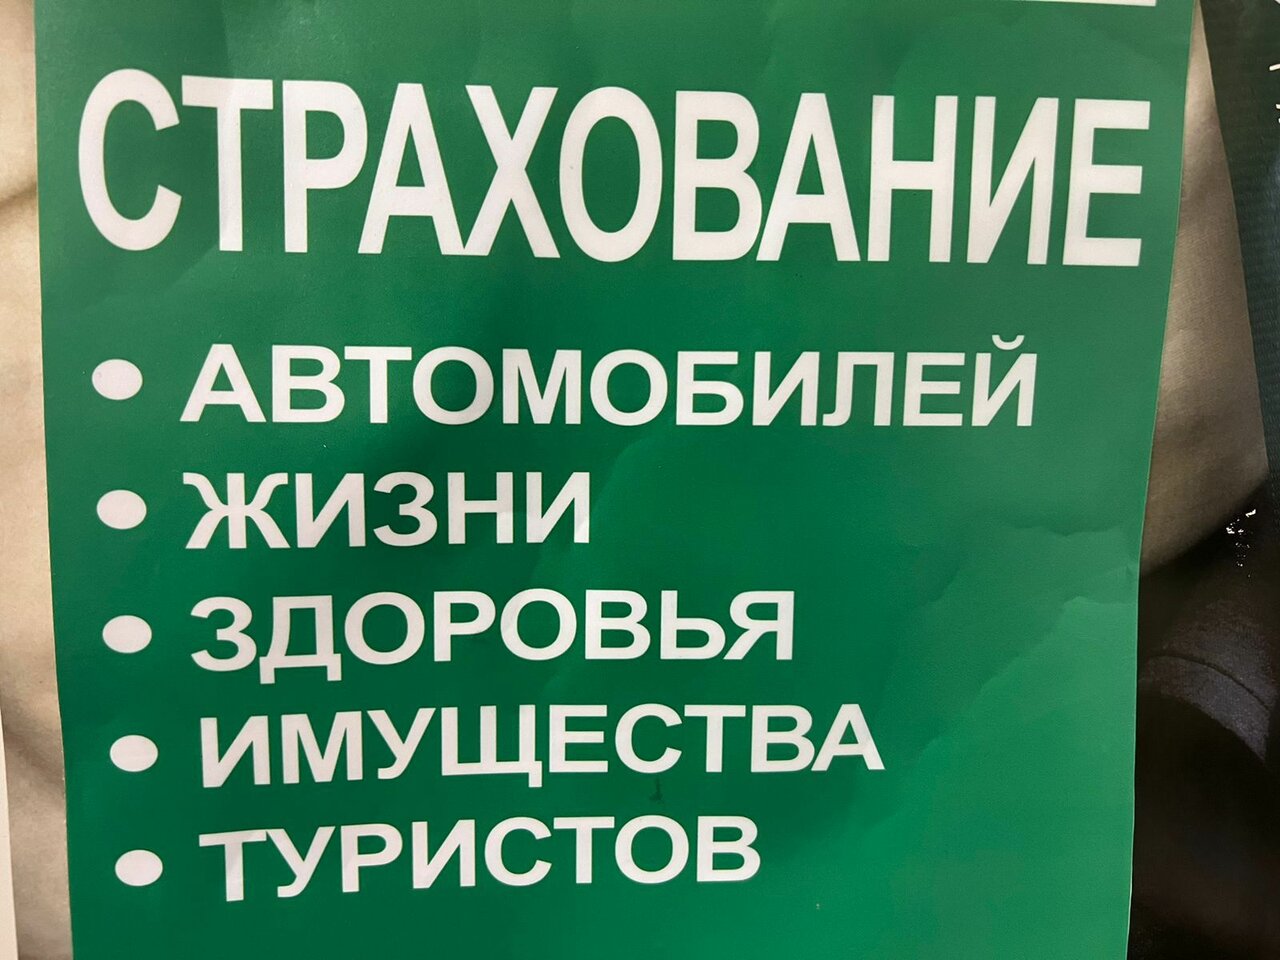 СТРАХОВАНИЕ
• АВТОМОБИЛЕЙ
• ЖИЗНИ
• ЗДОРОВЬЯ
• ИМУЩЕСТВА
• ТУРИСТОВ